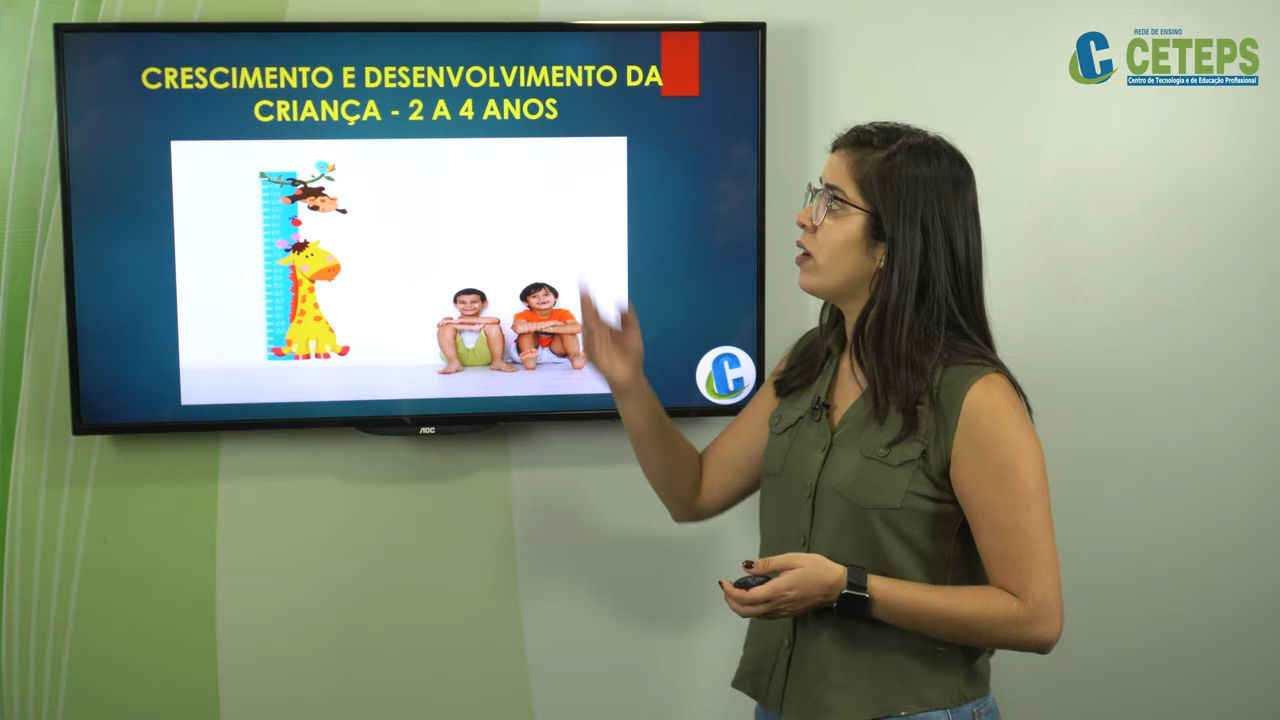 CRESCIMENTO E DESENVOLVIMENTO DA
CRIANÇA - 2 A 4 ANOS
REDE DE ENSINO
CETEPS
Centro de Tecnologia e de Educação Profissional
C
AOC